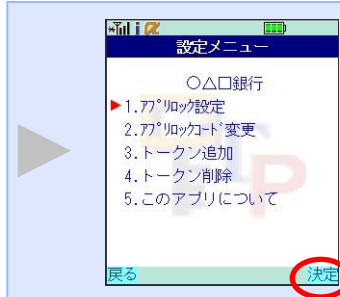 設定メニュー
○△□銀行
1.ｱﾌﾟﾘﾛｯｸ設定
2.ｱﾌﾟﾘﾛｯｸｺｰﾄﾞ変更
3.トークン追加
4.トークン削除
5.このアプリについて
戻る 決定